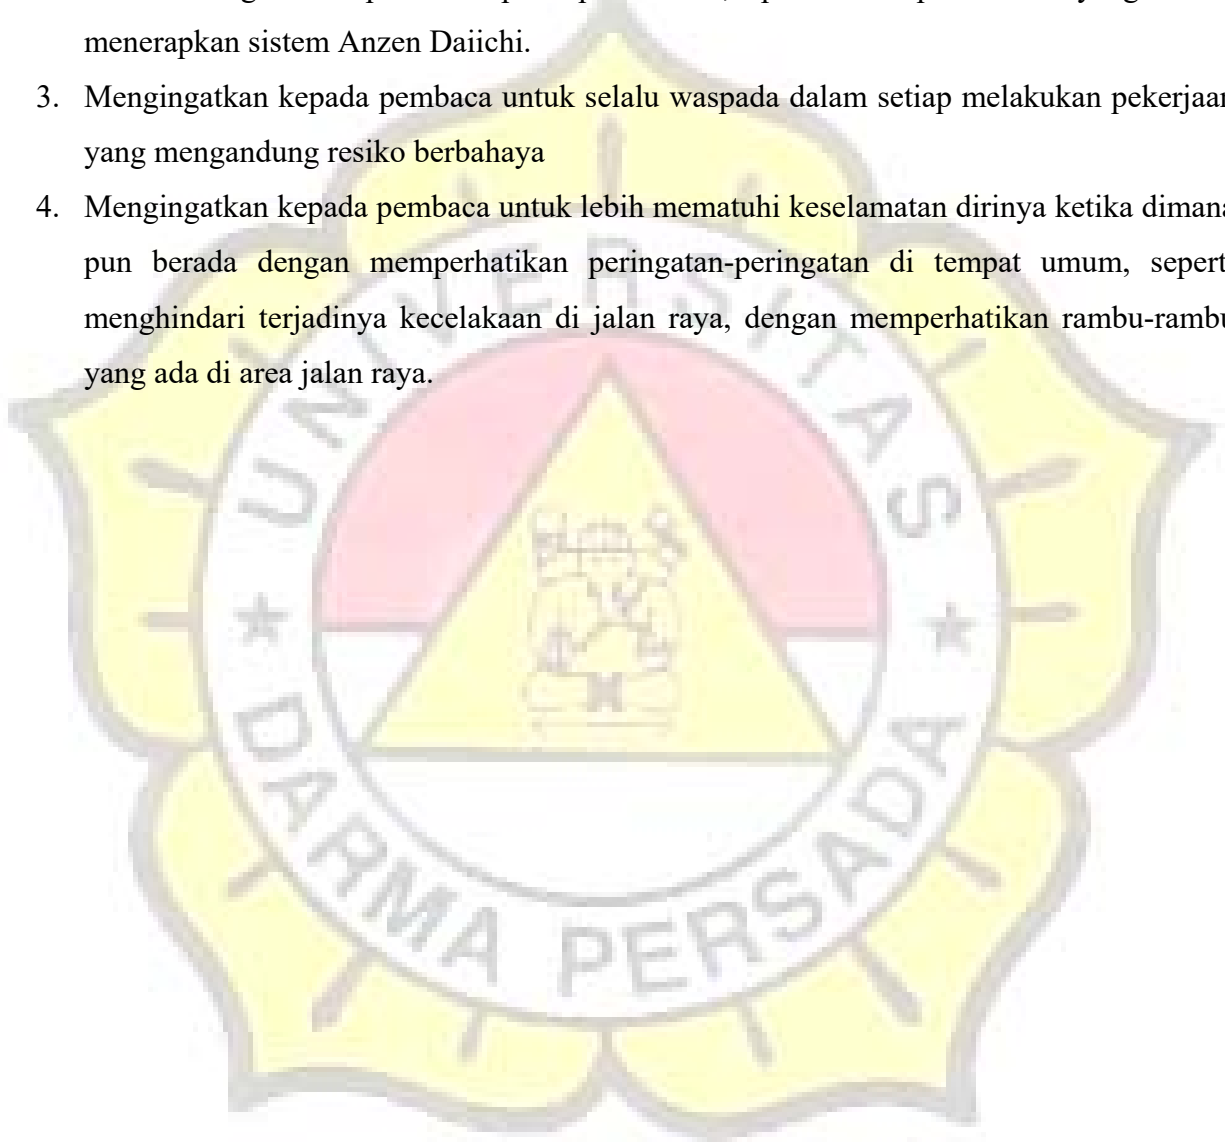 menerapkan sistem Anzen Daiichi.
3. Mengingatkan kepada pembaca untuk selalu waspada dalam setiap melakukan pekerjaan
yang mengandung resiko berbahaya
4. Mengingatkan kepada pembaca untuk lebih mematuhi keselamatan dirinya ketika dimana
pun berada dengan memperhatikan peringatan-peringatan di tempat umum, sepert
menghindari terjadinya kecelakaan di jalan raya, dengan memperhatikan rambu-rambu
yang ada di area jalan raya.
UNIVERSITAS
DARMA PERSADA